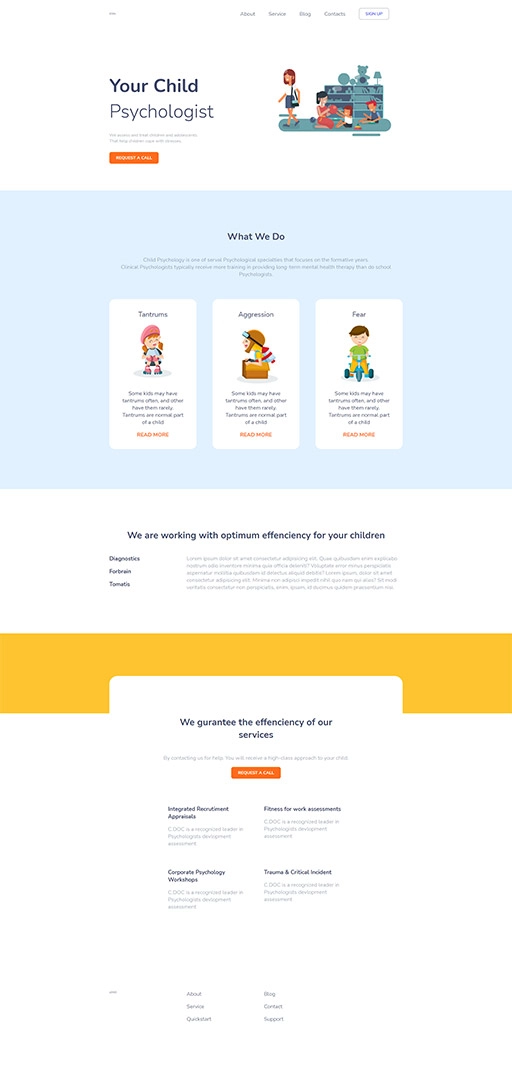 About Service Blog Contacts SIGN UP
Your Child
Psychologist
We assess and treat children and adolescents.
That help children cope with stresses.
REQUEST A CALL
What We Do
Child Psychology is one of serval Psychological specialties that focuses on the formative years.
Clinical Psychologists typically receive more training in providing long-term mental health therapy than do school
Psychologists.
Tantrums
Some kids may have
tantrums often, and other
have them rarely.
Tantrums are normal part
of a child
READ MORE
Aggression
Some kids may have
tantrums often, and other
have them rarely.
Tantrums are normal part
of a child
READ MORE
Fear
Some kids may have
tantrums often, and other
have them rarely.
Tantrums are normal part
of a child
READ MORE
We are working with optimum effenciency for your children
Diagnostics
Forbrain
Tomatis
Lorem ipsum dolor sit amet consectetur adipisicing elit. Quae quibusdam enim explicabo
nostrum odio inventore minima quia officia deleniti? Voluptate error minus perspiciatis
aspernatur mollitia quibusdam id delectus aliquid debitis? Lorem ipsum, dolor sit amet
consectetur adipisicing elit. Minima non adipisci impedit nihil quo nam qui alias? Sit modi
veritatis consectetur non perspiciatis, enim, ipsam, id ducimus quidem praesentium mai.
We gurantee the effenciency of our
services
By contacting us for help. You will receive a high-class approach to your child.
REQUEST A CALL
Integrated Recrutiment
Appraisals
C.DOC is a recognized leader in
Psychologists devlopment
assessment
Fitness for work assessments
C.DOC is a recognized leader in
Psychologists devlopment
assessment
Corporate Psychology
Workshops
C.DOC is a recognized leader in
Psychologists devlopment
assessment
Trauma & Critical Incident
C.DOC is a recognized leader in
Psychologists devlopment
assessment
About
Service
Quickstart
Blog
Contact
Support